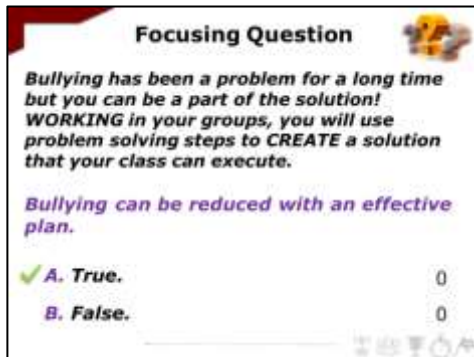 Focusing Question
Bullying has been a problem for a long time
but you can be a part of the solution!
WORKING in your groups, you will use
problem solving steps to CREATE a solution
that your class can execute.
Bullying can be reduced with an effective
plan.
A. True. 0
B. False. 0